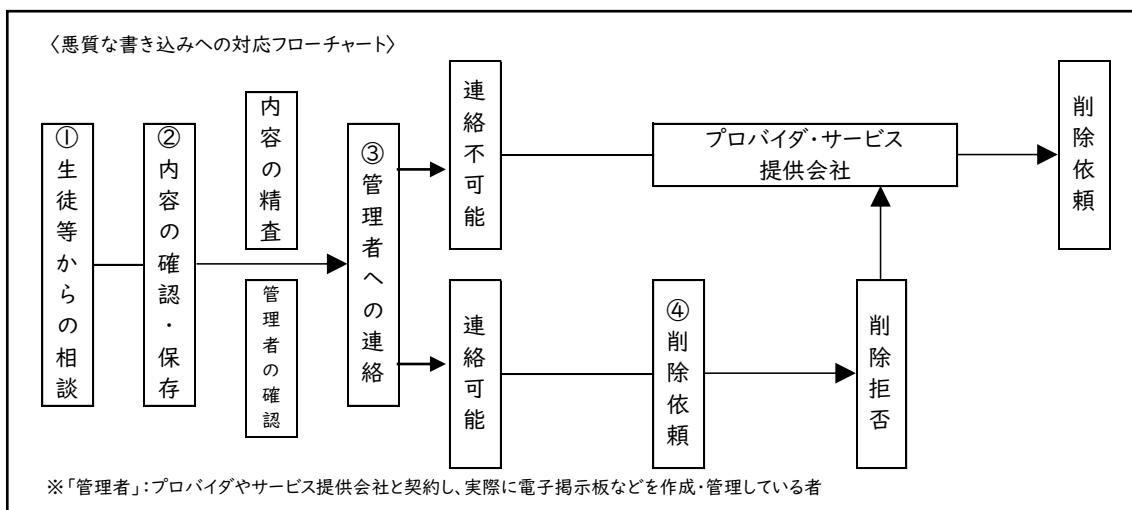 〈悪質な書き込みへの対応フローチャート〉
①生徒等からの相談
②内容の確認・保存
内容の精査
管理者の確認
③管理者への連絡
連絡不可能
プロバイダ・サービス
提供会社
削除依頼
連絡可能
④削除依頼
削除拒否
※「管理者」:プロバイダやサービス提供会社と契約し、実際に電子掲示板などを作成・管理している者